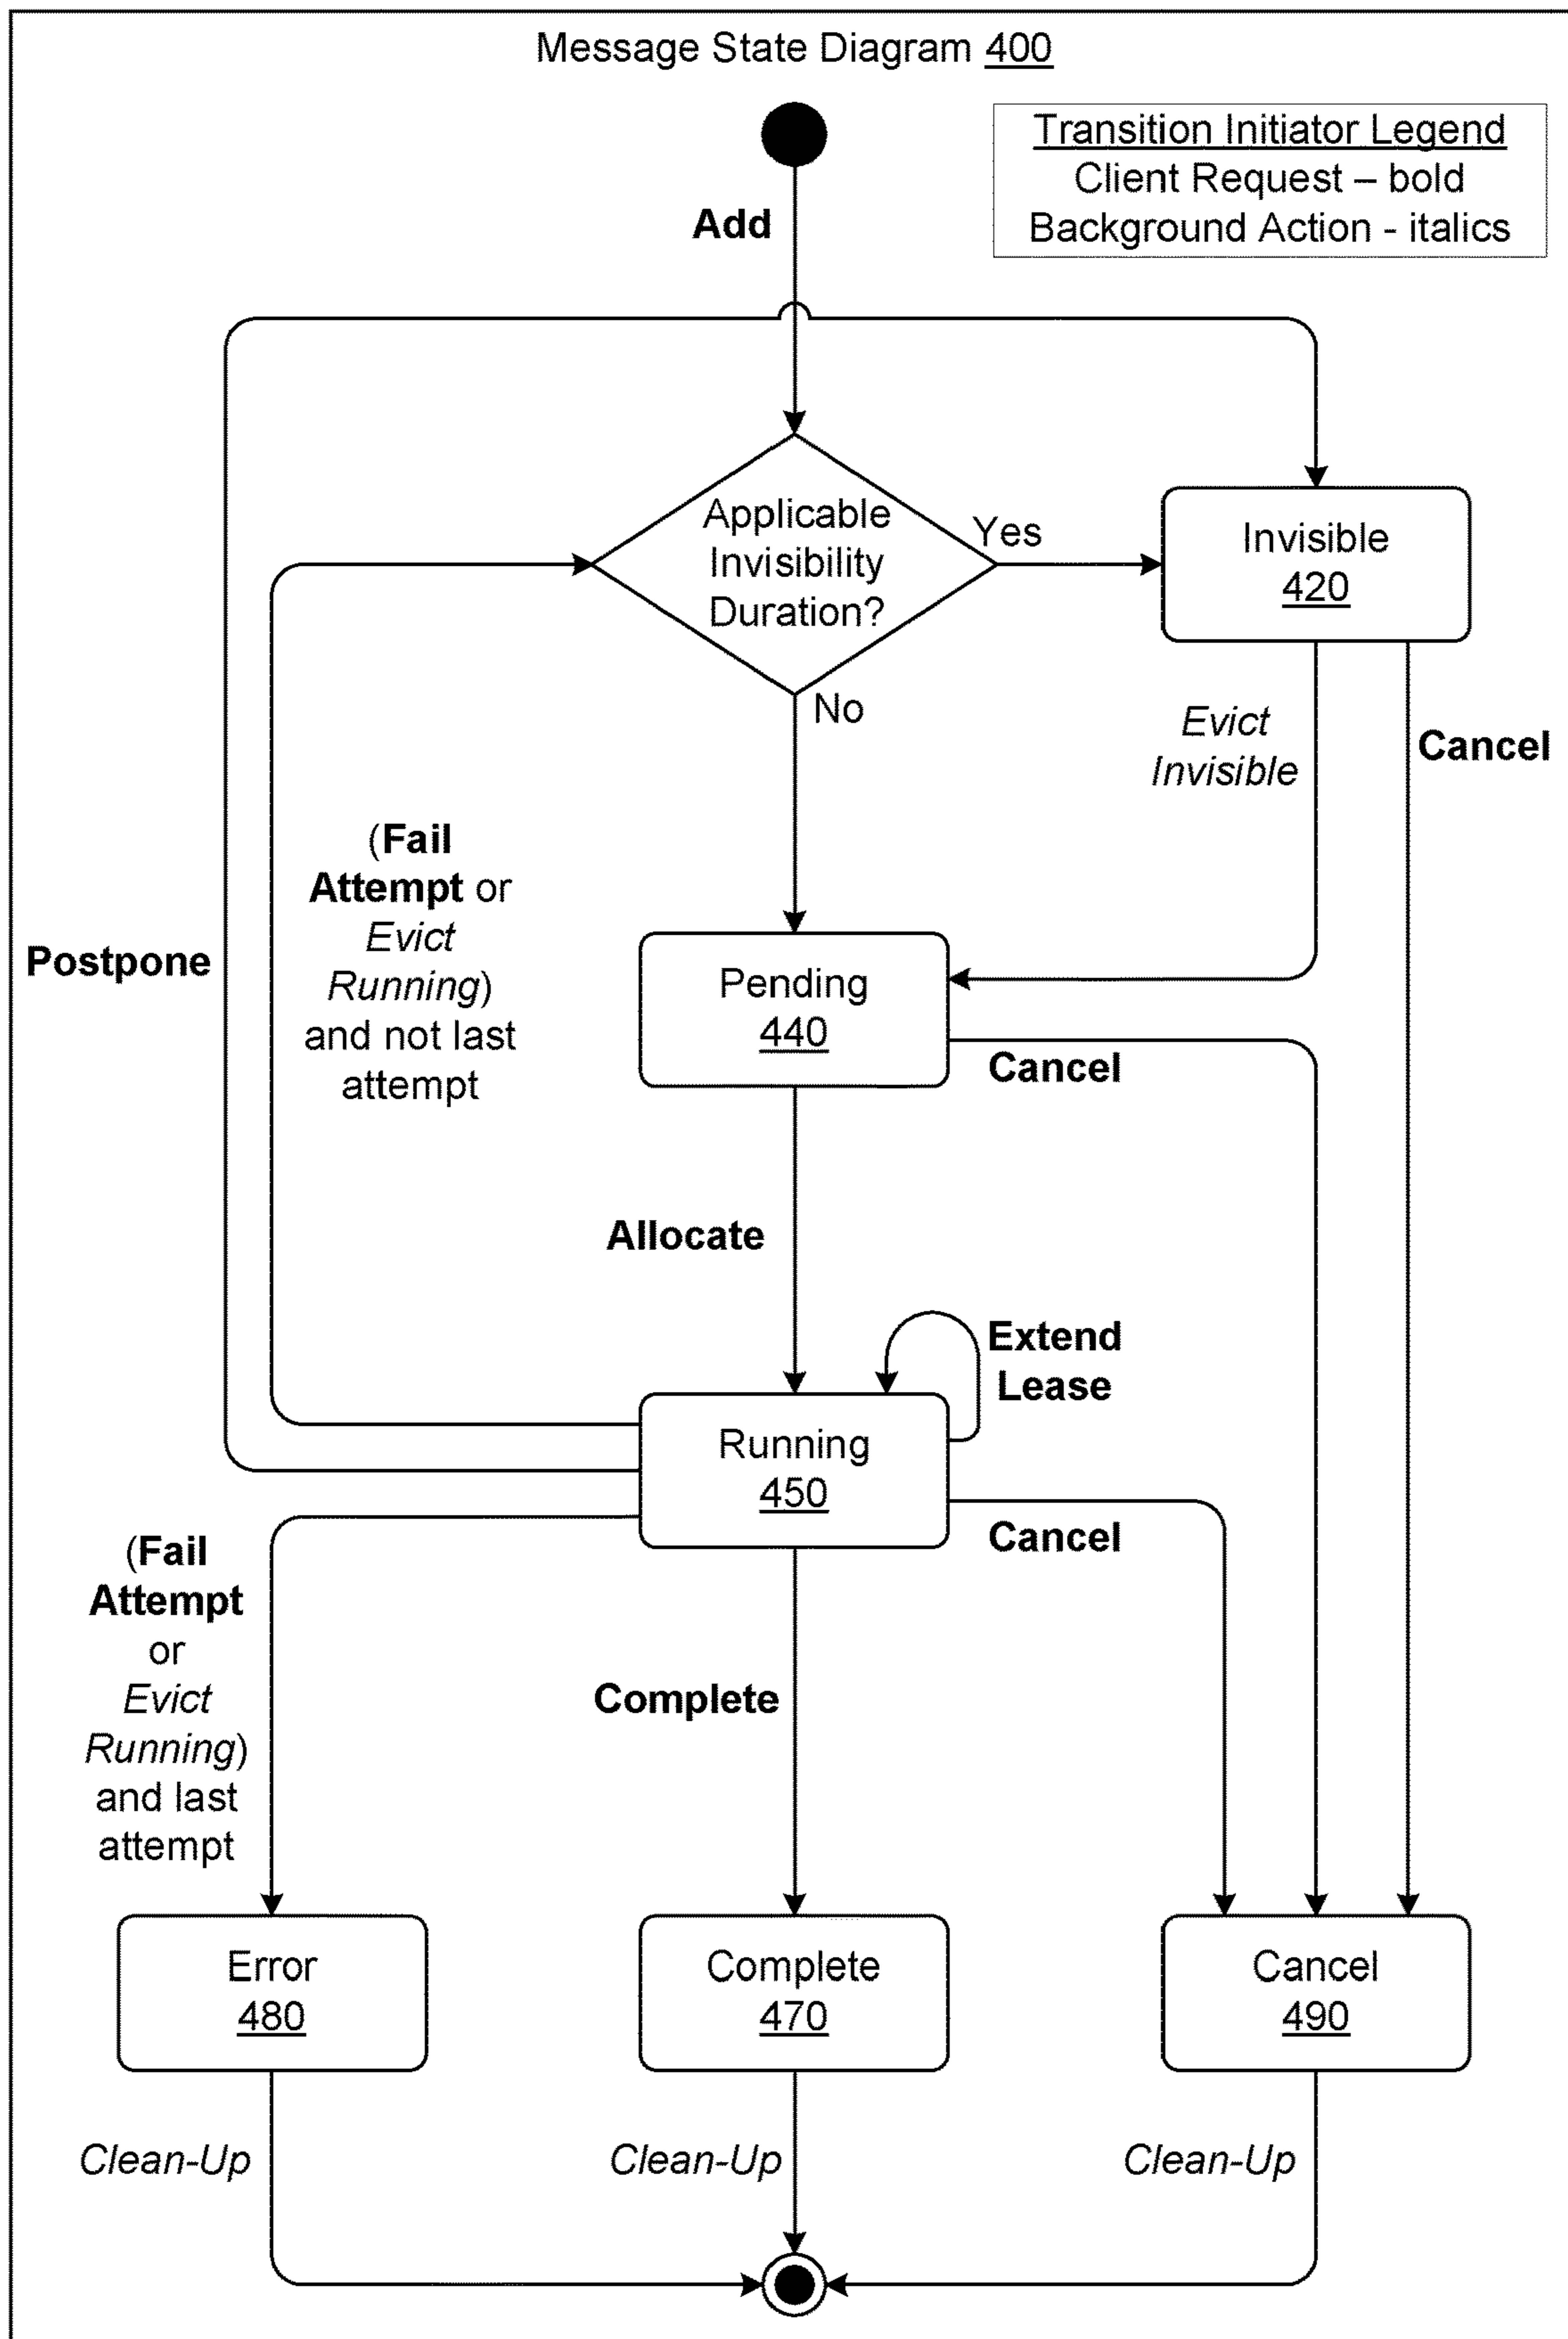 Message State Diagram 400
Transition Initiator Legend
Client Request – bold
Background Action - italics
Add
Applicable
Invisibility
Duration?
Yes
No
Invisible
420
Evict
Invisible
Cancel
(Fail
Attempt or
Evict
Running)
and not last
attempt
Postpone
Pending
440
Cancel
Allocate
Extend
Lease
Running
450
Cancel
(Fail
Attempt
or
Evict
Running)
and last
attempt
Complete
Error
480
Complete
470
Cancel
490
Clean-Up
Clean-Up
Clean-Up